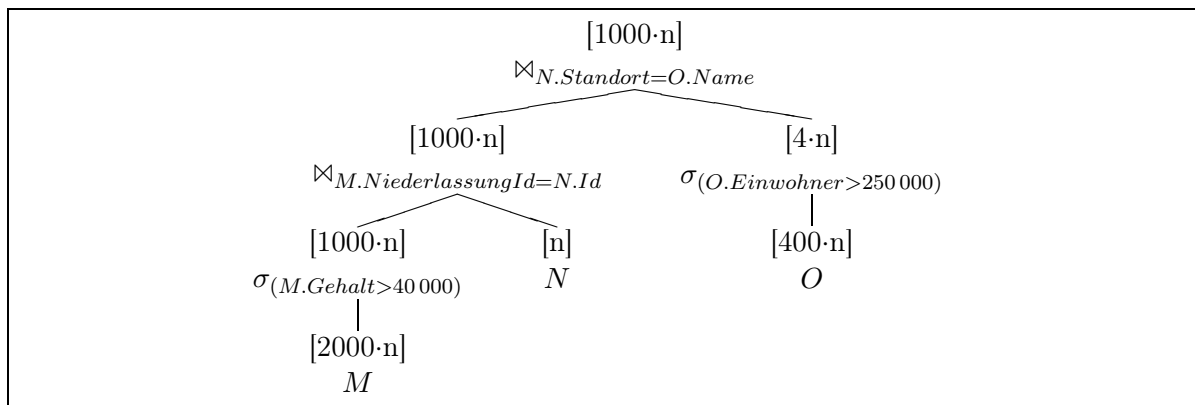 [1000·n]
⋈N.Standort=O.Name
[1000·n] [4·n]
⋈M.NiederlassungId=N.Id σ(O.Einwohner>250 000)
[1000·n] [n] [400·n]
σ(M.Gehalt>40 000) N O
[2000·n]
M